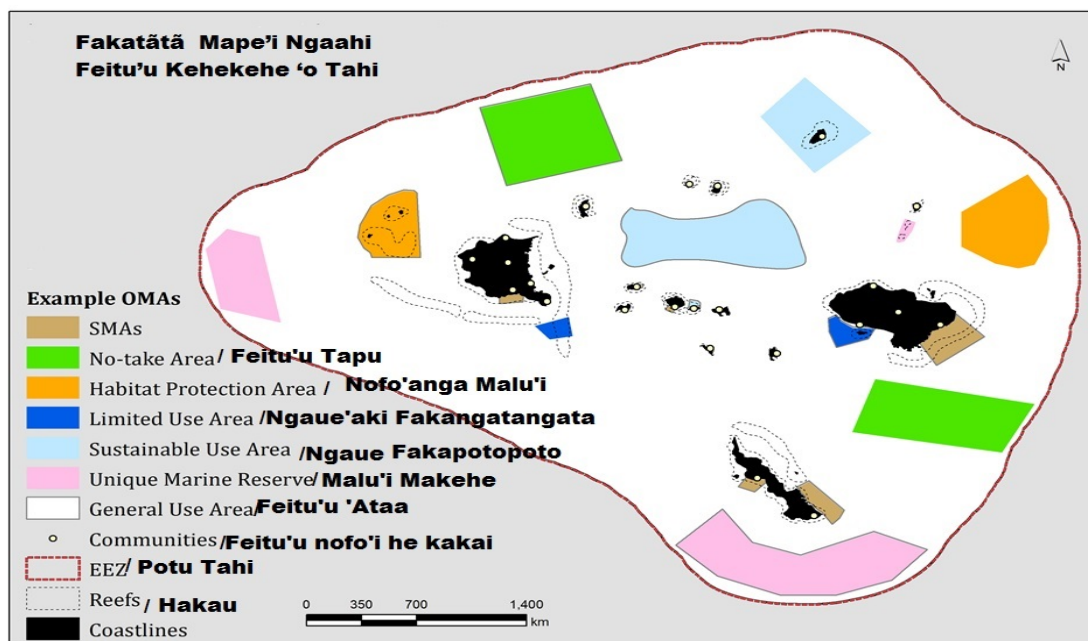 Fakatãtã Mape'i Ngaahi
Feitu'u Kehekehe 'o Tahi
N
Example OMAs
SMAs
No-take Area/ Feitu'u Tapu
Habitat Protection Area / Nofo'anga Malu'i
Limited Use Area /Ngaue'aki Fakangatangata
Sustainable Use Area /Ngaue Fakapotopoto
Unique Marine Reserve/ Malu'i Makehe
General Use Area/Feitu'u 'Ataa
Communities/Feitu'u nofo'i he kakai
EEZ/ Potu Tahi
Reefs/ Hakau
Coastlines
0 350 700 1,400
km